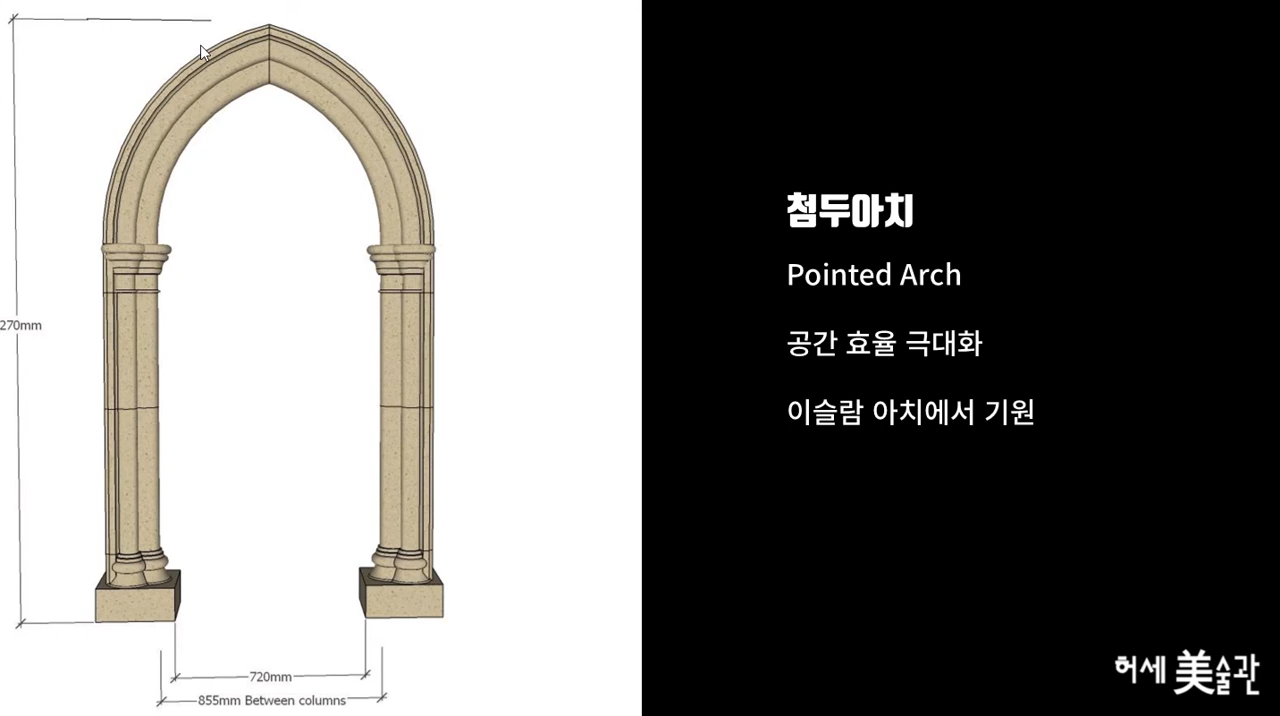 첨두아치
Pointed Arch
공간 효율 극대화
이슬람 아치에서 기원
270mm
720mm
855mm Between columns
허세 美술관